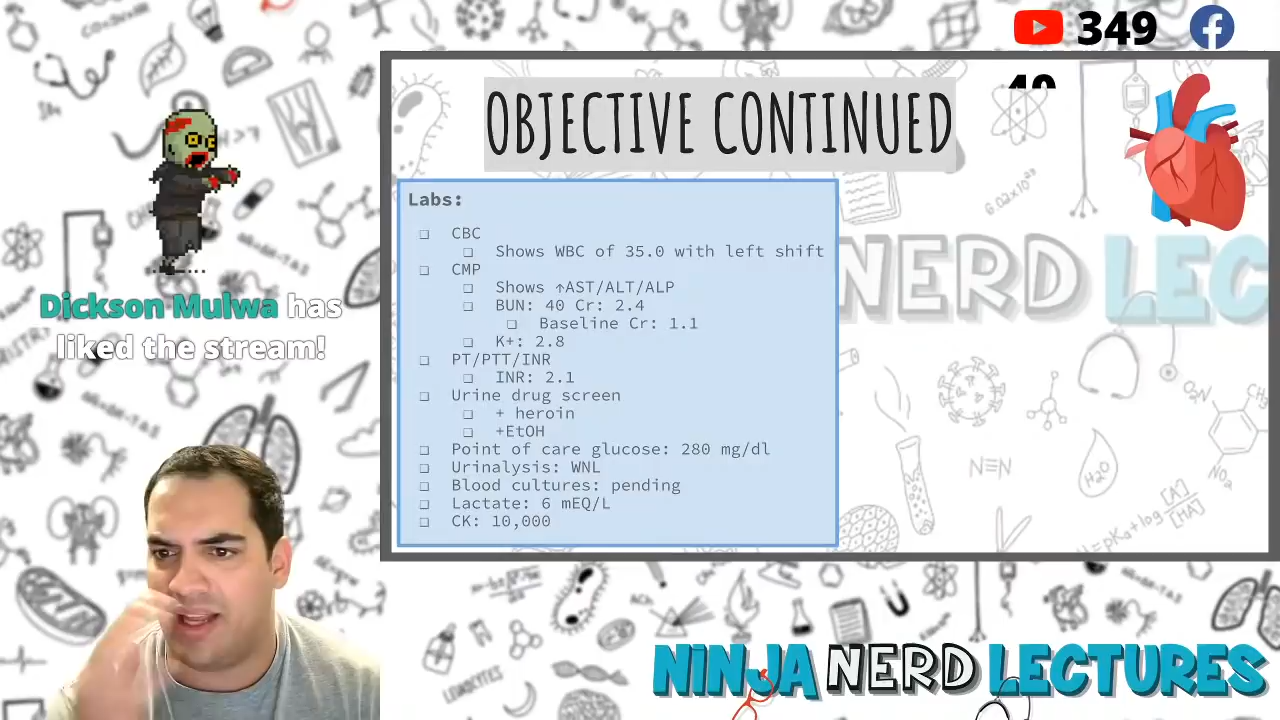 349
OBJECTIVE CONTINUED
Labs:
❑ CBC
❑ Shows WBC of 35.0 with left shift
❑ CMP
❑ Shows ↑AST/ALT/ALP
❑ BUN: 40 Cr: 2.4
❑ Baseline Cr: 1.1
❑ K+: 2.8
❑ PT/PTT/INR
❑ INR: 2.1
❑ Urine drug screen
❑ + heroin
❑ +EtOH
❑ Point of care glucose: 280 mg/dl
❑ Urinalysis: WNL
❑ Blood cultures: pending
❑ Lactate: 6 mEQ/L
❑ CK: 10,000
NERD LEC
Dickson Mulwa has
liked the stream!
N≡N
H₂O
NINJA NERD LECTURES